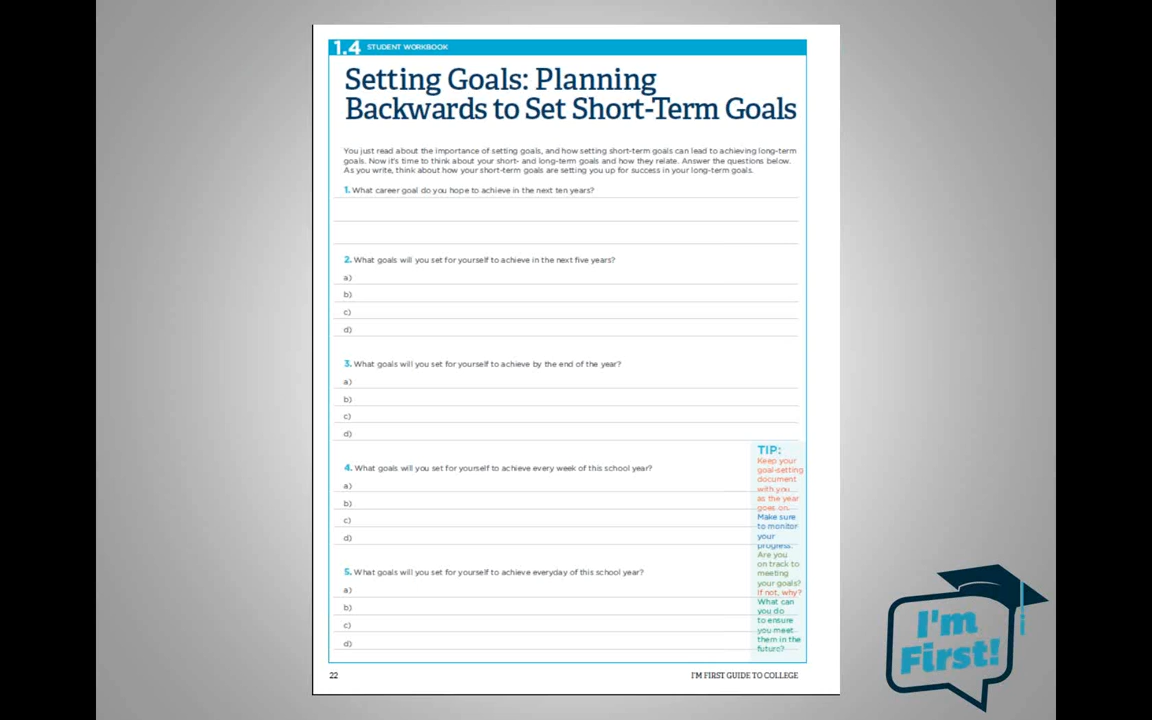 1.4 STUDENT WORKBOOK
Setting Goals: Planning
Backwards to Set Short-Term Goals
You just read about the importance of setting goals, and how setting short-term goals can lead to achieving long-term
goals. Now it's time to think about your short- and long-term goals and how they relate. Answer the questions below.
As you write, think about how your short-term goals are setting you up for success in your long-term goals.
1. What career goal do you hope to achieve in the next ten years?
2. What goals will you set for yourself to achieve in the next five years?
a)
b)
c)
d)
3. What goals will you set for yourself to achieve by the end of the year?
a)
b)
c)
d)
4. What goals will you set for yourself to achieve every week of this school year?
a)
b)
c)
d)
5. What goals will you set for yourself to achieve everyday of this school year?
a)
b)
c)
d)
TIP:
Keep your
goal-setting
document
with you
as the year
goes on.
Make sure
to monitor
your
progress.
Are you
on track to
meeting
your goals?
If not, why?
What can
you do
to ensure
you meet
them in the
future?
22
I'M FIRST GUIDE TO COLLEGE
I'm
First!